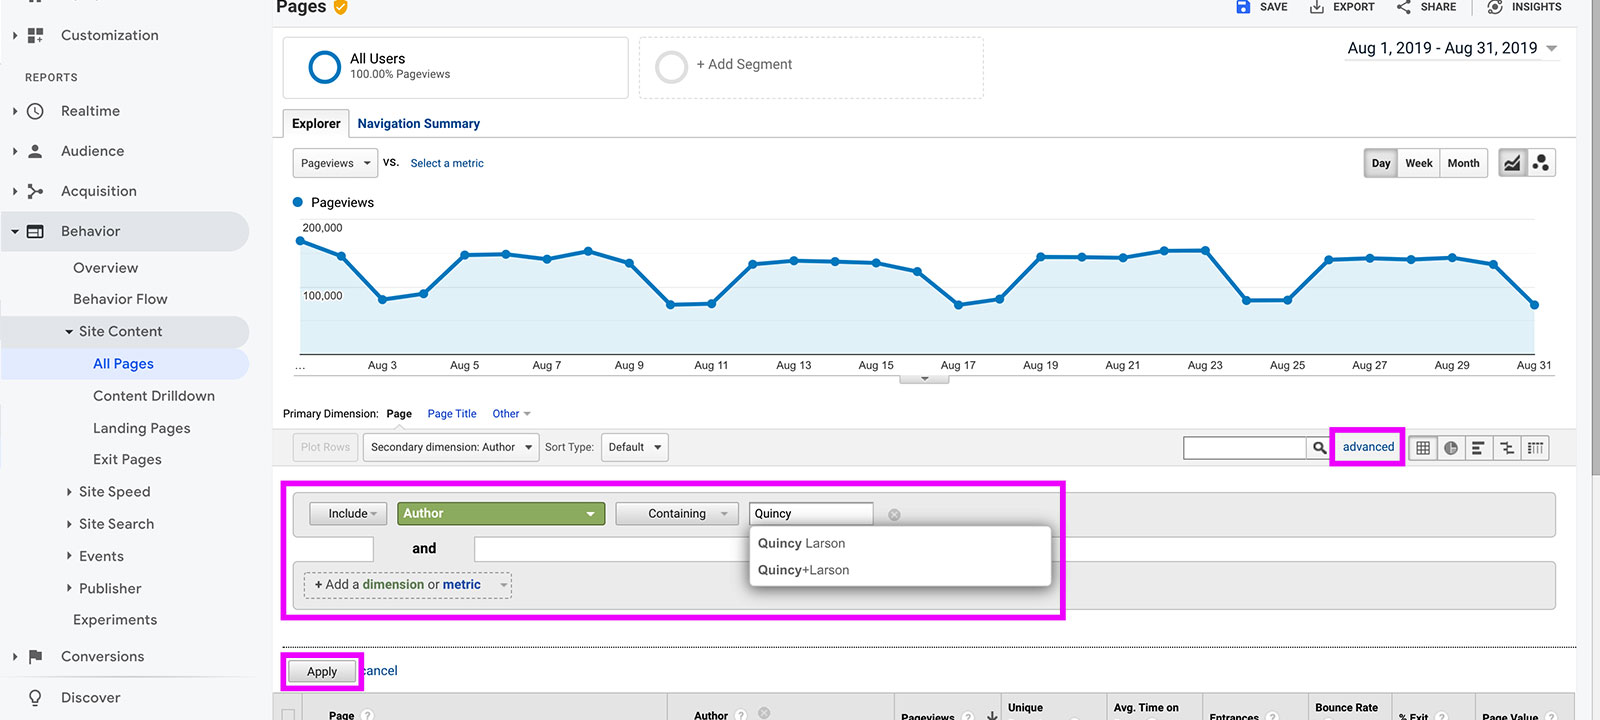 Pages
SAVE
EXPORT
SHARE
INSIGHTS
Customization
REPORTS
Realtime
Audience
Acquisition
Behavior
Overview
Behavior Flow
Site Content
All Pages
Content Drilldown
Landing Pages
Exit Pages
Site Speed
Site Search
Events
Publisher
Experiments
Conversions
Discover
All Users
100.00% Pageviews
+ Add Segment
Aug 1, 2019 - Aug 31, 2019
Explorer
Navigation Summary
Pageviews
VS.
Select a metric
Day
Week
Month
Pageviews
200,000
100,000
...
Aug 3
Aug 5
Aug 7
Aug 9
Aug 11
Aug 13
Aug 15
Aug 17
Aug 19
Aug 21
Aug 23
Aug 25
Aug 27
Aug 29
Aug 31
Primary Dimension:
Page
Page Title
Other
Plot Rows
Secondary dimension: Author
Sort Type:
Default
advanced
Include
Author
Containing
Quincy
Quincy Larson
Quincy+Larson
and
+ Add a dimension or metric
Apply
cancel
Page ?
Author ?
Pageviews ?
Unique
Avg. Time on
Entrances ?
Bounce Rate
% Exit ?
Page Value ?